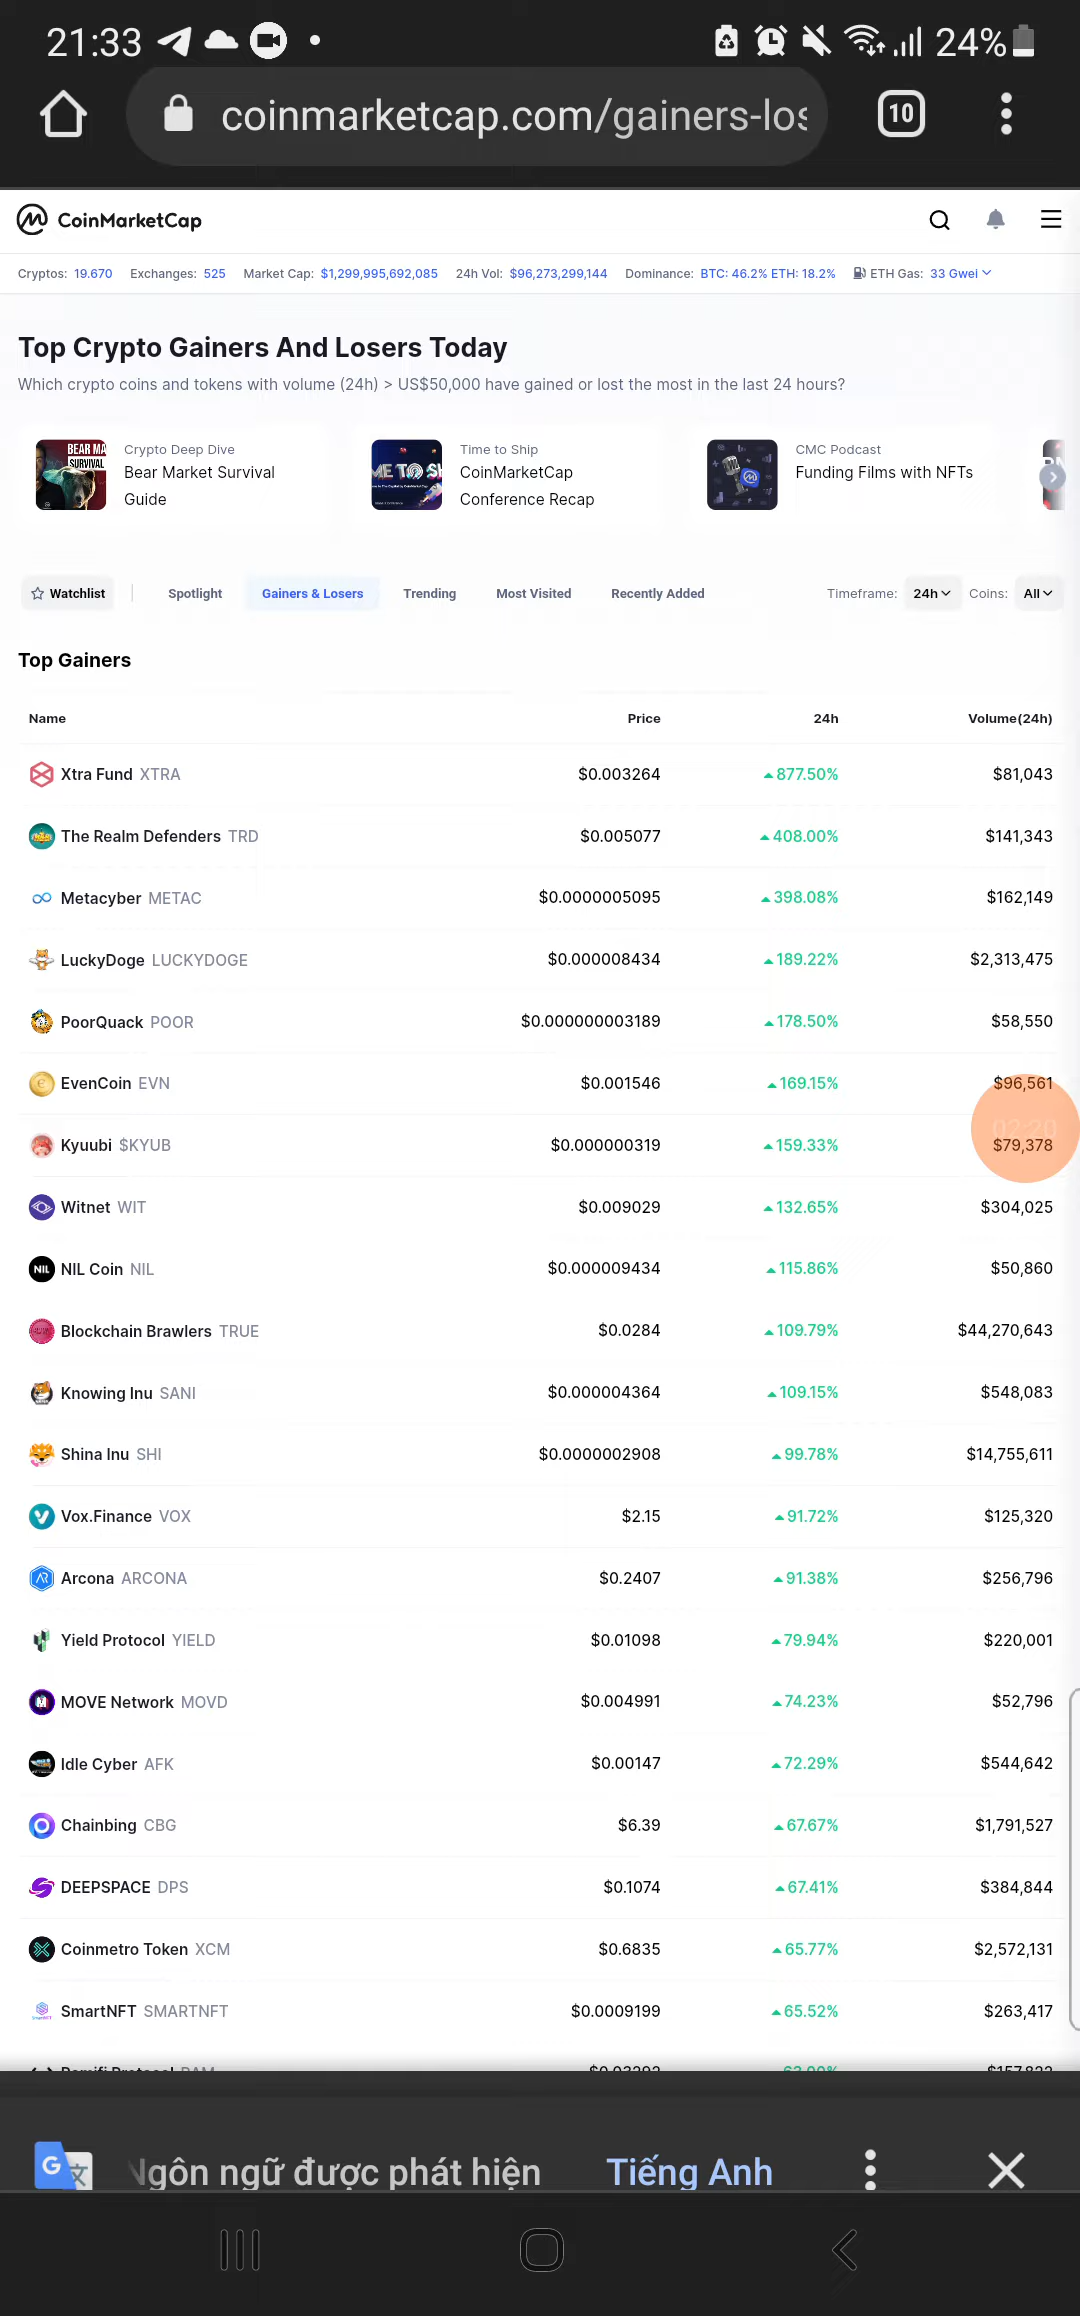 21:33 24%
coinmarketcap.com/gainers-los 10
CoinMarketCap
Cryptos: 19.670 Exchanges: 525 Market Cap: $1,299,995,692,085 24h Vol: $96,273,299,144 Dominance: BTC: 46.2% ETH: 18.2% ETH Gas: 33 Gwei
Top Crypto Gainers And Losers Today
Which crypto coins and tokens with volume (24h) > US$50,000 have gained or lost the most in the last 24 hours?
BEAR MA
SURVIVAL
Crypto Deep Dive
Bear Market Survival
Guide
ME TO SH
Time to Ship
CoinMarketCap
Conference Recap
CMC Podcast
Funding Films with NFTs
Watchlist Spotlight Gainers & Losers Trending Most Visited Recently Added Timeframe: 24h Coins: All
Top Gainers
Name Price 24h Volume(24h)
Xtra Fund XTRA $0.003264 877.50% $81,043
The Realm Defenders TRD $0.005077 408.00% $141,343
Metacyber METAC $0.0000005095 398.08% $162,149
LuckyDoge LUCKYDOGE $0.000008434 189.22% $2,313,475
PoorQuack POOR $0.000000003189 178.50% $58,550
EvenCoin EVN $0.001546 169.15% $96,561
02:20
Kyuubi $KYUB $0.000000319 159.33% $79,378
Witnet WIT $0.009029 132.65% $304,025
NIL NIL Coin NIL $0.000009434 115.86% $50,860
Blockchain Brawlers TRUE $0.0284 109.79% $44,270,643
Knowing Inu SANI $0.000004364 109.15% $548,083
Shina Inu SHI $0.0000002908 99.78% $14,755,611
Vox.Finance VOX $2.15 91.72% $125,320
Arcona ARCONA $0.2407 91.38% $256,796
Yield Protocol YIELD $0.01098 79.94% $220,001
MOVE Network MOVD $0.004991 74.23% $52,796
Idle Cyber AFK $0.00147 72.29% $544,642
Chainbing CBG $6.39 67.67% $1,791,527
DEEPSPACE DPS $0.1074 67.41% $384,844
Coinmetro Token XCM $0.6835 65.77% $2,572,131
SmartNFT SMARTNFT $0.0009199 65.52% $263,417
Ngôn ngữ được phát hiện Tiếng Anh